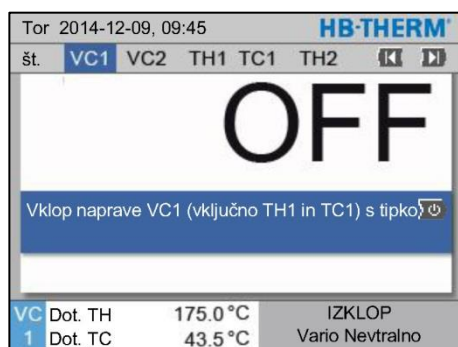 Tor 2014-12-09, 09:45 HB-THERM®
št. VC1 VC2 TH1 TC1 TH2
OFF
Vklop naprave VC1 (vključno TH1 in TC1) s tipko
VC Dot. TH 175.0 °C IZKLOP
1 Dot. TC 43.5 °C Vario Nevtralno